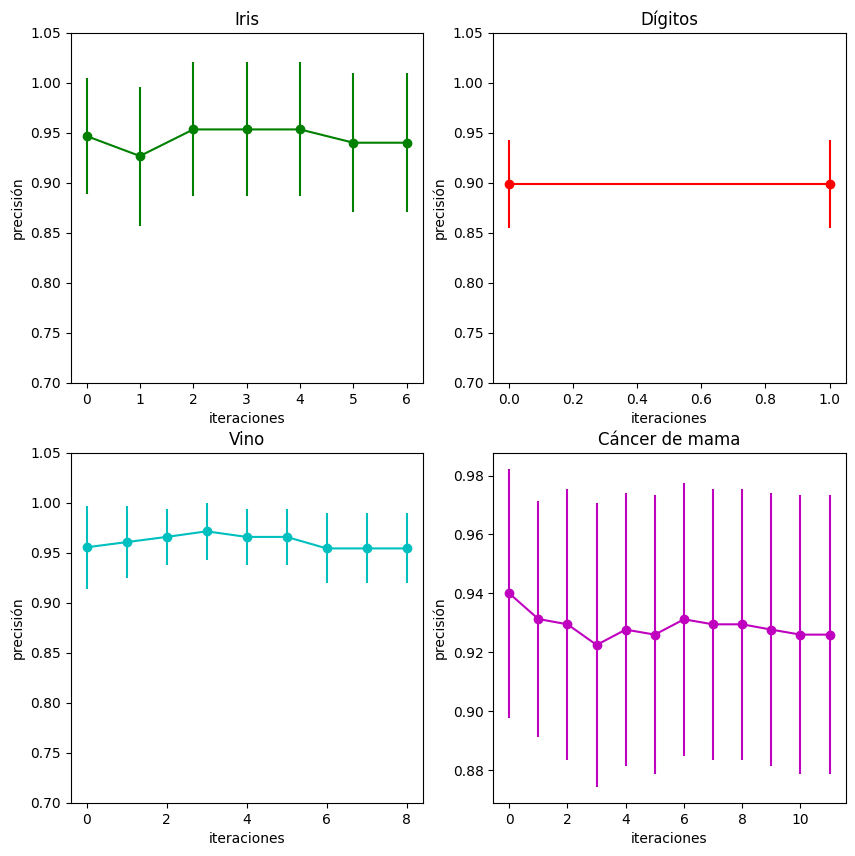 Iris
1.05
1.00
0.95
0.90
0.85
0.80
0.75
0.70
precisión
0 1 2 3 4 5 6
iteraciones
Dígitos
1.05
1.00
0.95
0.90
0.85
0.80
0.75
0.70
precisión
0.0 0.2 0.4 0.6 0.8 1.0
iteraciones
Vino
1.05
1.00
0.95
0.90
0.85
0.80
0.75
0.70
precisión
0 2 4 6 8
iteraciones
Cáncer de mama
0.98
0.96
0.94
0.92
0.90
0.88
precisión
0 2 4 6 8 10
iteraciones